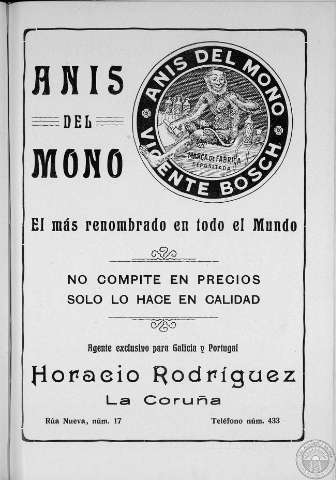 ANIS
DEL
MONO
ANIS DEL MONO
VICENTE BOSCH
MARCA DE FABRICA
DEPOSITADA
El más renombrado en todo el Mundo
NO COMPITE EN PRECIOS
SOLO LO HACE EN CALIDAD
Agente exclusivo para Galicia y Portugal
Horacio Rodríguez
La Coruña
Rúa Nueva, núm. 17
Teléfono núm. 433